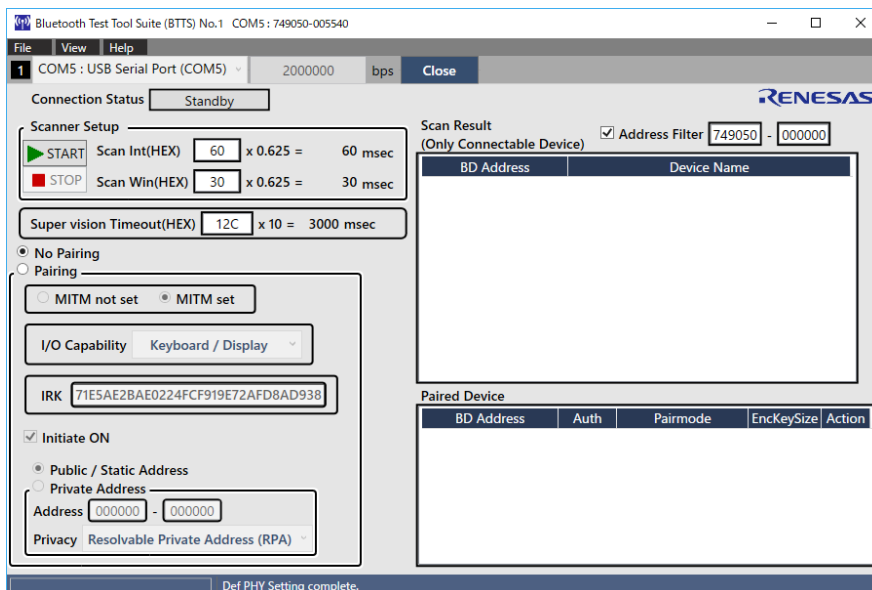 Bluetooth Test Tool Suite (BTTS) No.1 COM5 : 749050-005540
File View Help
1 COM5 : USB Serial Port (COM5) 2000000 bps Close
Connection Status Standby
RENESAS
Scanner Setup
START Scan Int(HEX) 60 x 0.625 = 60 msec
STOP Scan Win(HEX) 30 x 0.625 = 30 msec
Super vision Timeout(HEX) 12C x 10 = 3000 msec
No Pairing
Pairing
MITM not set MITM set
I/O Capability Keyboard / Display
IRK 71E5AE2BAE0224FCF919E72AFD8AD938
Initiate ON
Public / Static Address
Private Address
Address 000000 - 000000
Privacy Resolvable Private Address (RPA)
Scan Result
(Only Connectable Device) Address Filter 749050 - 000000
BD Address Device Name
Paired Device
BD Address Auth Pairmode EncKeySize Action
Def PHY Setting complete.